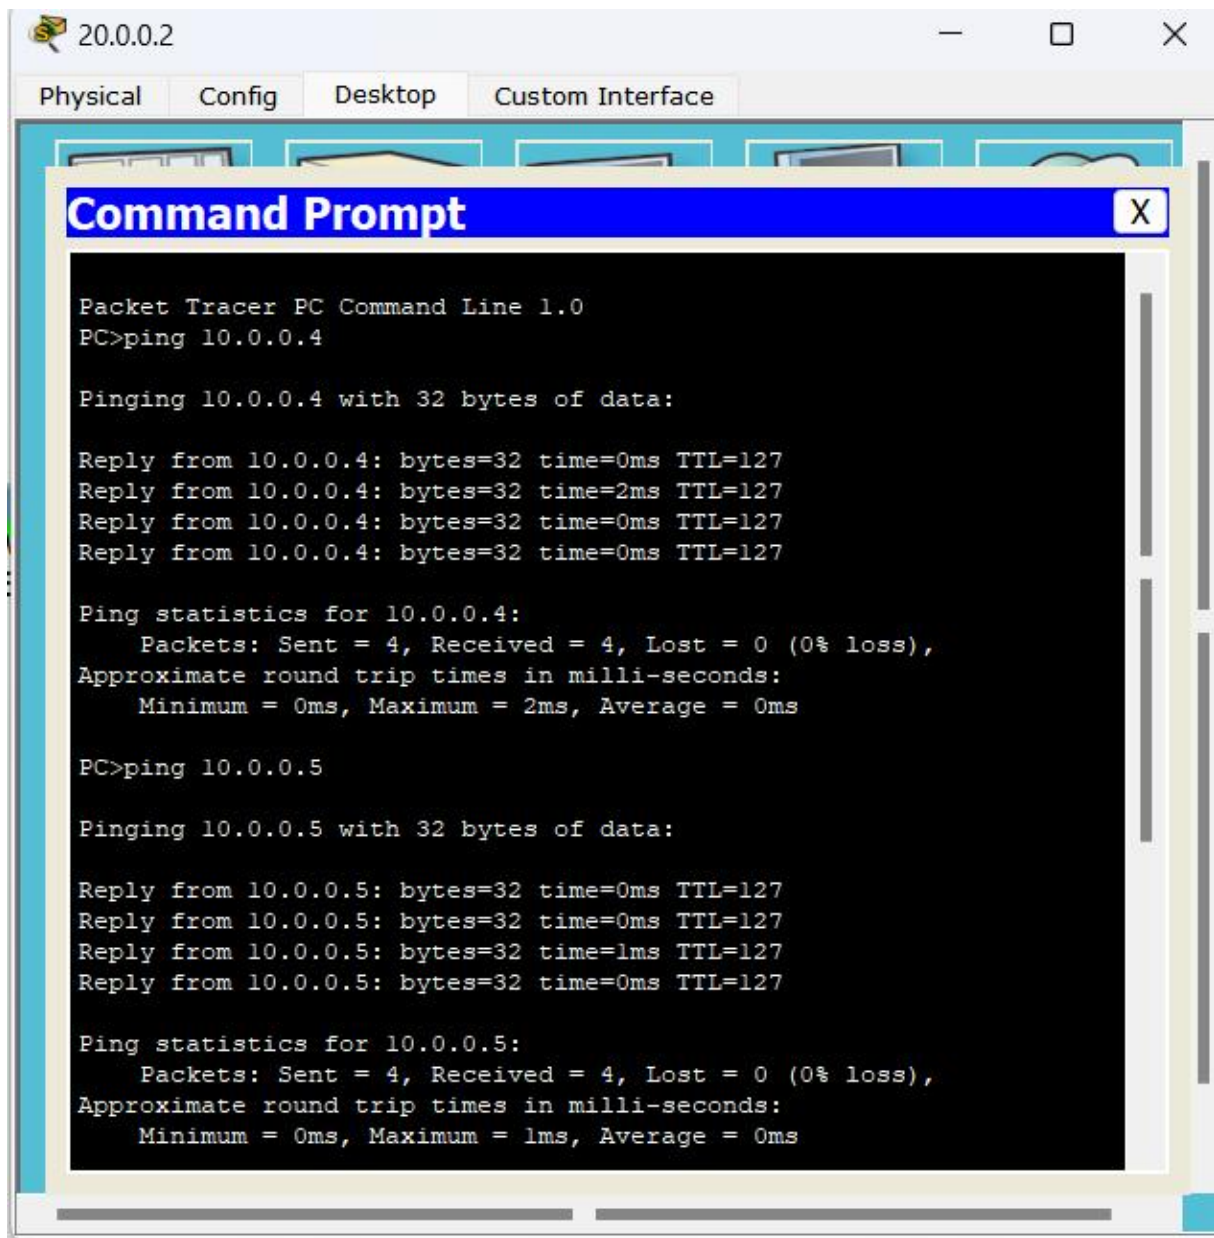 20.0.0.2
Physical Config Desktop Custom Interface
Command Prompt X
Packet Tracer PC Command Line 1.0
PC>ping 10.0.0.4
Pinging 10.0.0.4 with 32 bytes of data:
Reply from 10.0.0.4: bytes=32 time=0ms TTL=127
Reply from 10.0.0.4: bytes=32 time=2ms TTL=127
Reply from 10.0.0.4: bytes=32 time=0ms TTL=127
Reply from 10.0.0.4: bytes=32 time=0ms TTL=127
Ping statistics for 10.0.0.4:
Packets: Sent = 4, Received = 4, Lost = 0 (0% loss),
Approximate round trip times in milli-seconds:
Minimum = 0ms, Maximum = 2ms, Average = 0ms
PC>ping 10.0.0.5
Pinging 10.0.0.5 with 32 bytes of data:
Reply from 10.0.0.5: bytes=32 time=0ms TTL=127
Reply from 10.0.0.5: bytes=32 time=0ms TTL=127
Reply from 10.0.0.5: bytes=32 time=1ms TTL=127
Reply from 10.0.0.5: bytes=32 time=0ms TTL=127
Ping statistics for 10.0.0.5:
Packets: Sent = 4, Received = 4, Lost = 0 (0% loss),
Approximate round trip times in milli-seconds:
Minimum = 0ms, Maximum = 1ms, Average = 0ms